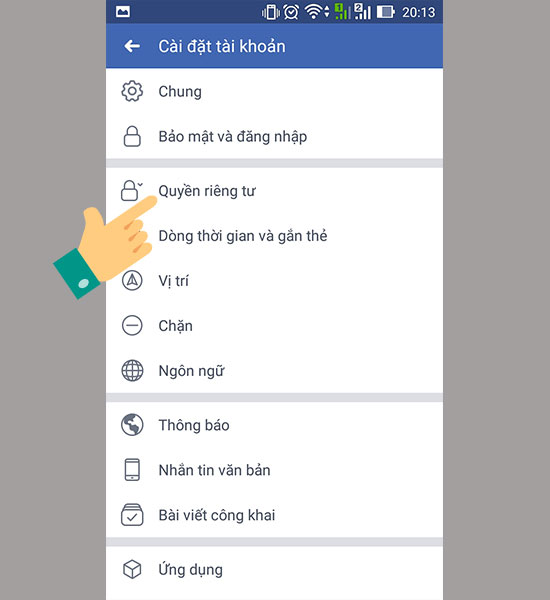 20:13
Cài đặt tài khoản
Chung
Bảo mật và đăng nhập
Quyền riêng tư
Dòng thời gian và gắn thẻ
Vị trí
Chặn
Ngôn ngữ
Thông báo
Nhắn tin văn bản
Bài viết công khai
Ứng dụng